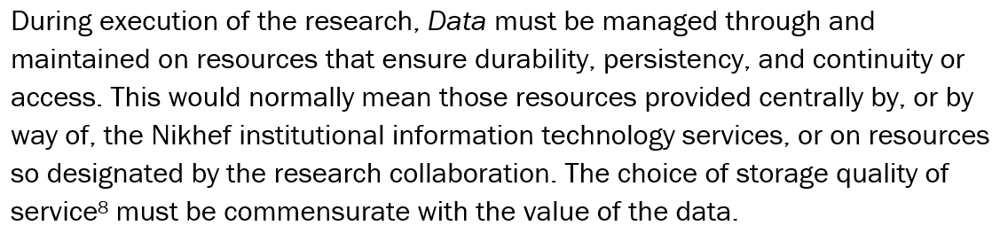 During execution of the research, Data must be managed through and
maintained on resources that ensure durability, persistency, and continuity or
access. This would normally mean those resources provided centrally by, or by
way of, the Nikhef institutional information technology services, or on resources
so designated by the research collaboration. The choice of storage quality of
service⁸ must be commensurate with the value of the data.